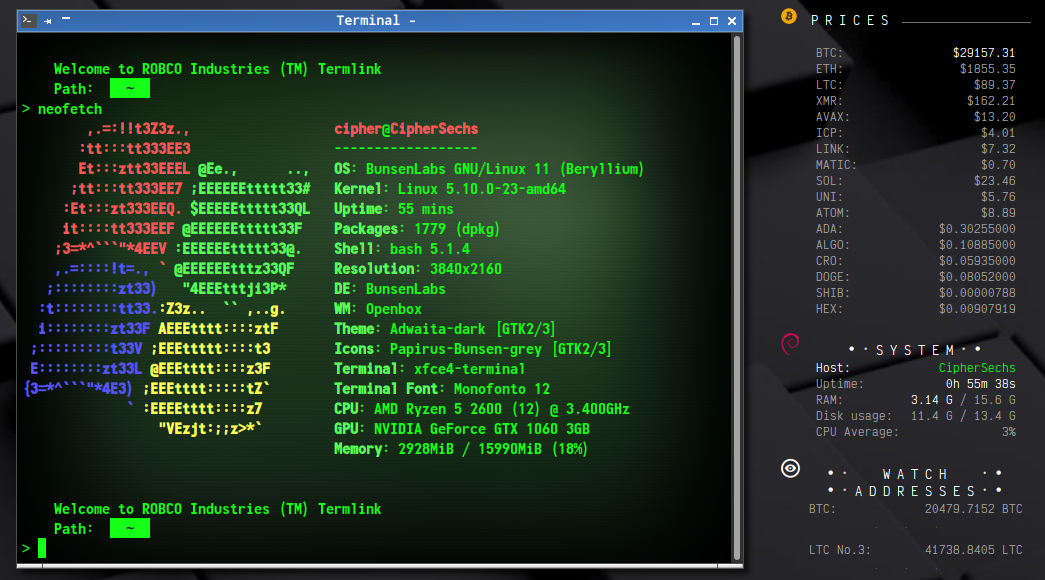 Terminal -
Welcome to ROBCO Industries (TM) Termlink
Path: ~
> neofetch
,.=:!!t3Z3z., cipher@CipherSechs
:tt:::tt333EE3 ------------------
Et:::ztt33EEEL @Ee., .., OS: BunsenLabs GNU/Linux 11 (Beryllium)
;tt:::tt333EE7 ;EEEEEEttttt33# Kernel: Linux 5.10.0-23-amd64
:Et:::zt333EEQ. $EEEEEttttt33QL Uptime: 55 mins
it::::tt333EEF @EEEEEEttttt33F Packages: 1779 (dpkg)
;3=*^```"*4EEV :EEEEEEttttt33@. Shell: bash 5.1.4
,.=::::!t=., ` @EEEEEEtttz33QF Resolution: 3840x2160
;::::::::zt33) "4EEEtttji3P* DE: BunsenLabs
:t::::::::tt33.:Z3z.. `` ,..g. WM: Openbox
i::::::::zt33F AEEEtttt::::ztF Theme: Adwaita-dark [GTK2/3]
;:::::::::t33V ;EEEttttt::::t3 Icons: Papirus-Bunsen-grey [GTK2/3]
E::::::::zt33L @EEEtttt::::z3F Terminal: xfce4-terminal
{3=*^```"*4E3) ;EEEtttt:::::tZ` Terminal Font: Monofonto 12
` :EEEEtttt::::z7 CPU: AMD Ryzen 5 2600 (12) @ 3.400GHz
"VEzjt:;;z>*` GPU: NVIDIA GeForce GTX 1060 3GB
Memory: 2928MiB / 15990MiB (18%)
Welcome to ROBCO Industries (TM) Termlink
Path: ~
>
PRICES
BTC: $29157.31
ETH: $1855.35
LTC: $89.37
XMR: $162.21
AVAX: $13.20
ICP: $4.01
LINK: $7.32
MATIC: $0.70
SOL: $23.46
UNI: $5.76
ATOM: $8.89
ADA: $0.30255000
ALGO: $0.10885000
CRO: $0.05935000
DOGE: $0.08052000
SHIB: $0.00000788
HEX: $0.00907919
•·SYSTEM·•
Host: CipherSechs
Uptime: 0h 55m 38s
RAM: 3.14 G / 15.6 G
Disk usage: 11.4 G / 13.4 G
CPU Average: 3%
•· WATCH ·•
•·ADDRESSES·•
BTC: 20479.7152 BTC
LTC No.3: 41738.8405 LTC